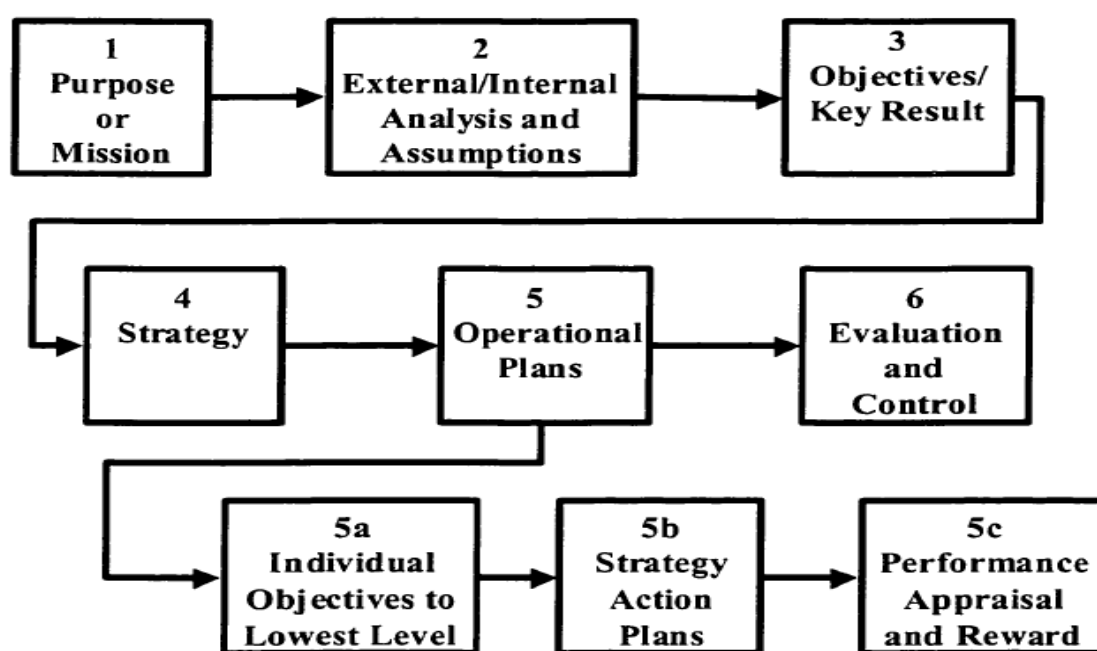 1
Purpose
or
Mission
2
External/Internal
Analysis and
Assumptions
3
Objectives/
Key Result
4
Strategy
5
Operational
Plans
6
Evaluation
and
Control
5a
Individual
Objectives to
Lowest Level
5b
Strategy
Action
Plans
5c
Performance
Appraisal
and Reward